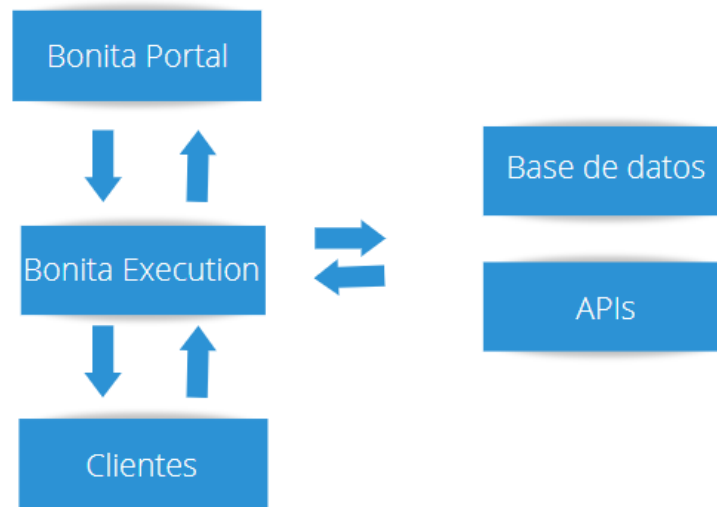 Bonita Portal
Base de datos
Bonita Execution
APIs
Clientes